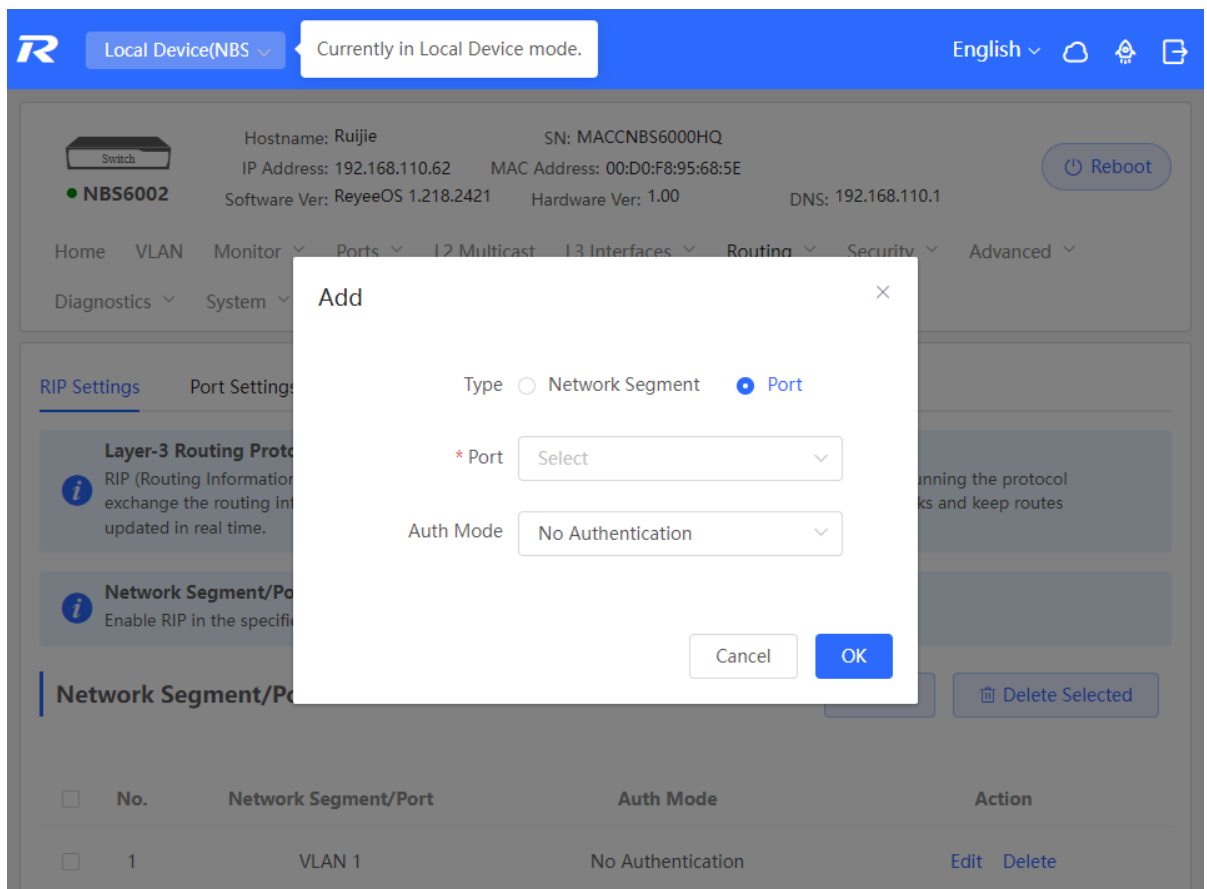 Local Device(NBS
Currently in Local Device mode.
English
Switch
NBS6002
Hostname: Ruijie
SN: MACCNBS6000HQ
IP Address: 192.168.110.62
MAC Address: 00:D0:F8:95:68:5E
Software Ver: ReyeeOS 1.218.2421
Hardware Ver: 1.00
DNS: 192.168.110.1
Reboot
Home VLAN Monitor Ports L2 Multicast L3 Interfaces Routing Security Advanced
Diagnostics System
Add
Type Network Segment Port
* Port Select
Auth Mode No Authentication
Cancel OK
RIP Settings Port Settings
Layer-3 Routing
RIP (Routing Information
unning the protocol
exchange the routing
ks and keep routes
updated in real time.
Network Segment/Po
Enable RIP in the
Network Segment/Po
Delete Selected
No. Network Segment/Port Auth Mode Action
1 VLAN 1 No Authentication Edit Delete